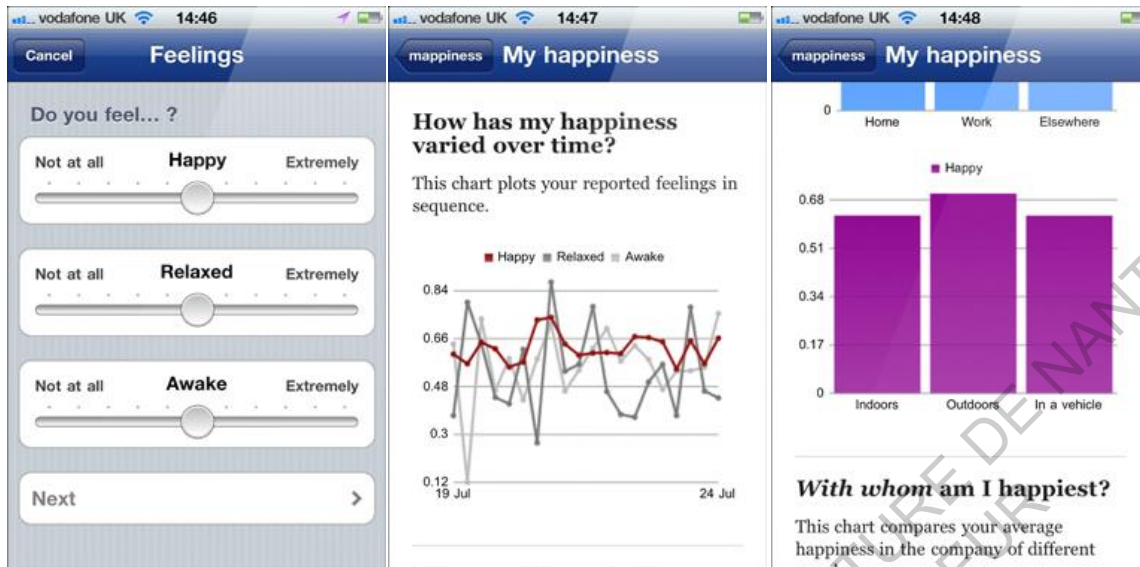 vodafone UK 14:46
Cancel Feelings
Do you feel... ?
Not at all Happy Extremely
Not at all Relaxed Extremely
Not at all Awake Extremely
Next
vodafone UK 14:47
mappiness My happiness
How has my happiness
varied over time?
This chart plots your reported feelings in
sequence.
Happy Relaxed Awake
0.84
0.66
0.48
0.3
0.12
19 Jul 24 Jul
vodafone UK 14:48
mappiness My happiness
0
Home Work Elsewhere
Happy
0.68
0.51
0.34
0.17
0
Indoors Outdoors In a vehicle
With whom am I happiest?
This chart compares your average
happiness in the company of different
TURE DE NANT